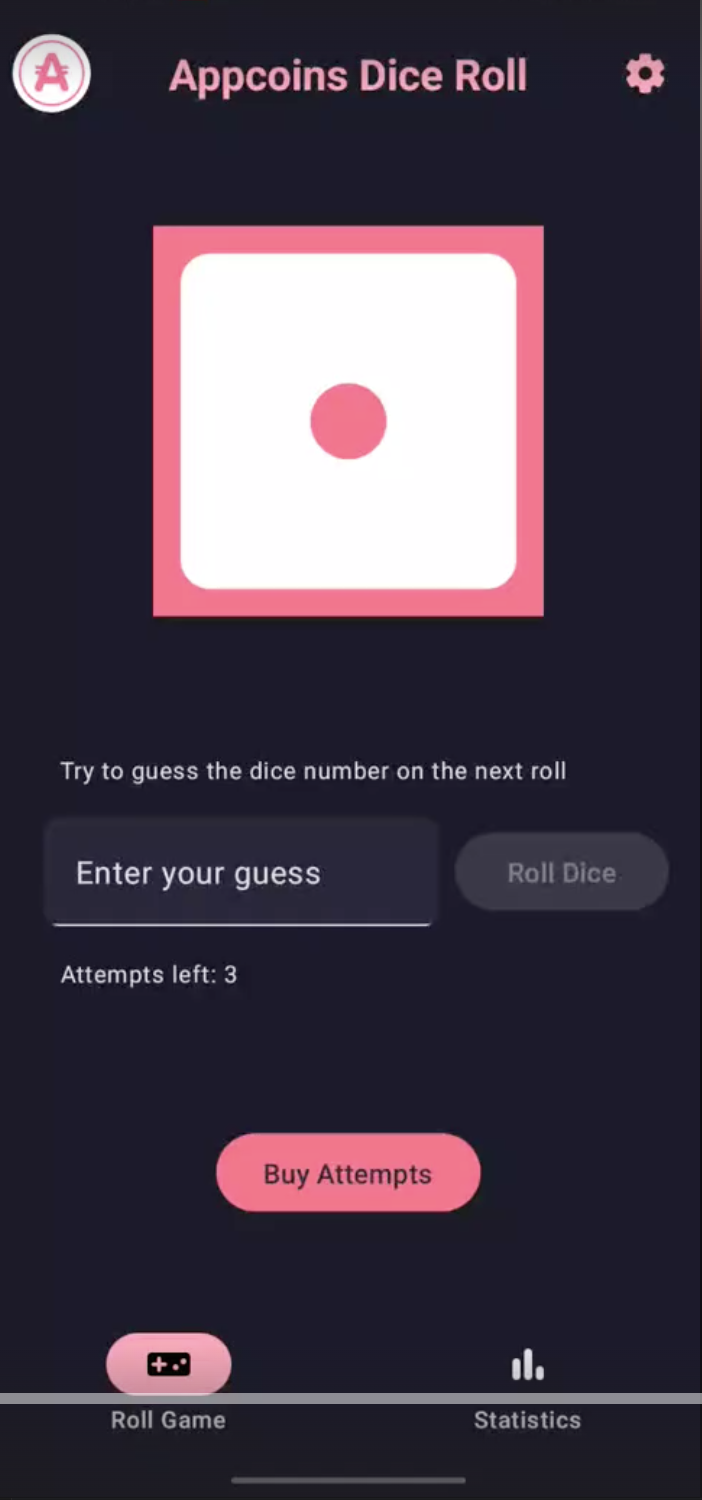 Appcoins Dice Roll
Try to guess the dice number on the next roll
Enter your guess
Roll Dice
Attempts left: 3
Buy Attempts
Roll Game
Statistics